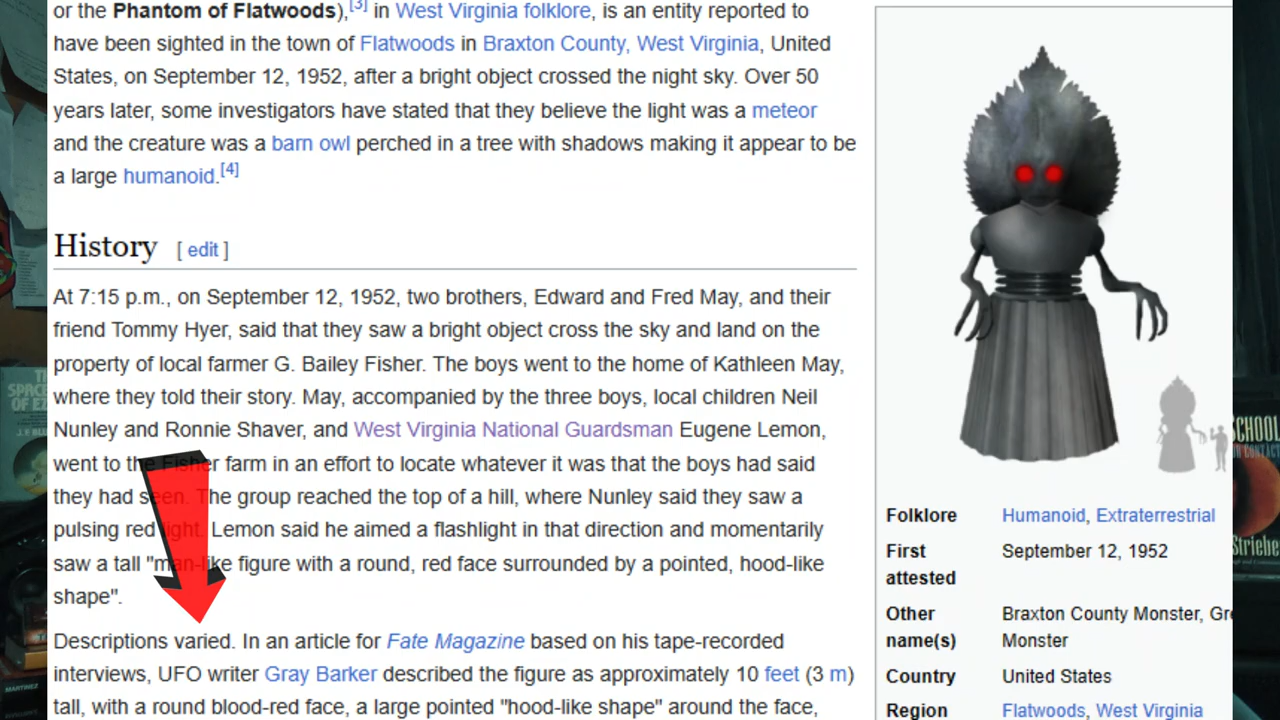 or the Phantom of Flatwoods),[3] in West Virginia folklore, is an entity reported to
have been sighted in the town of Flatwoods in Braxton County, West Virginia, United
States, on September 12, 1952, after a bright object crossed the night sky. Over 50
years later, some investigators have stated that they believe the light was a meteor
and the creature was a barn owl perched in a tree with shadows making it appear to be
a large humanoid.[4]
History [ edit ]
At 7:15 p.m., on September 12, 1952, two brothers, Edward and Fred May, and their
friend Tommy Hyer, said that they saw a bright object cross the sky and land on the
property of local farmer G. Bailey Fisher. The boys went to the home of Kathleen May,
where they told their story. May, accompanied by the three boys, local children Neil
Nunley and Ronnie Shaver, and West Virginia National Guardsman Eugene Lemon,
went to the Fisher farm in an effort to locate whatever it was that the boys had said
they had seen. The group reached the top of a hill, where Nunley said they saw a
pulsing red light. Lemon said he aimed a flashlight in that direction and momentarily
saw a tall "man-like figure with a round, red face surrounded by a pointed, hood-like
shape".
Descriptions varied. In an article for Fate Magazine based on his tape-recorded
interviews, UFO writer Gray Barker described the figure as approximately 10 feet (3 m)
tall, with a round blood-red face, a large pointed "hood-like shape" around the face,
Folklore Humanoid, Extraterrestrial
First attested September 12, 1952
Other name(s) Braxton County Monster, Gr
Monster
Country United States
Region Flatwoods, West Virginia
SPACE
OF E
MARTINEZ
SCHOOL
CONTACT
Striebe